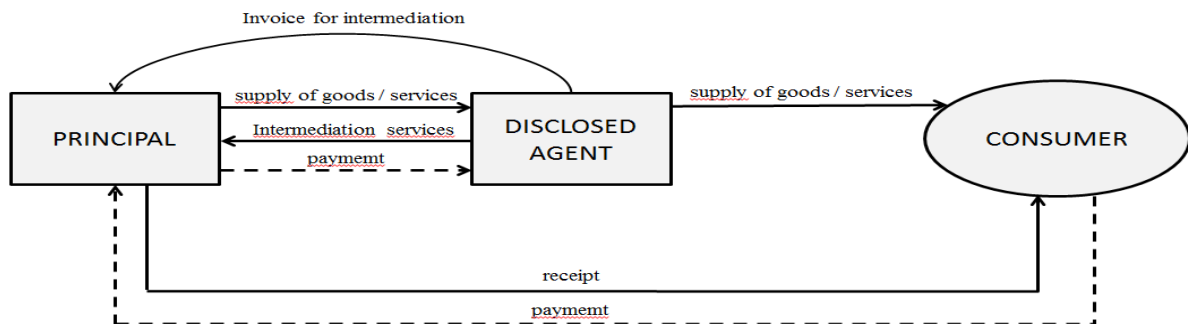 Invoice for intermediation
supply of goods / services
supply of goods / services
PRINCIPAL
Intermediation services
DISCLOSED
AGENT
CONSUMER
paymemt
receipt
paymemt